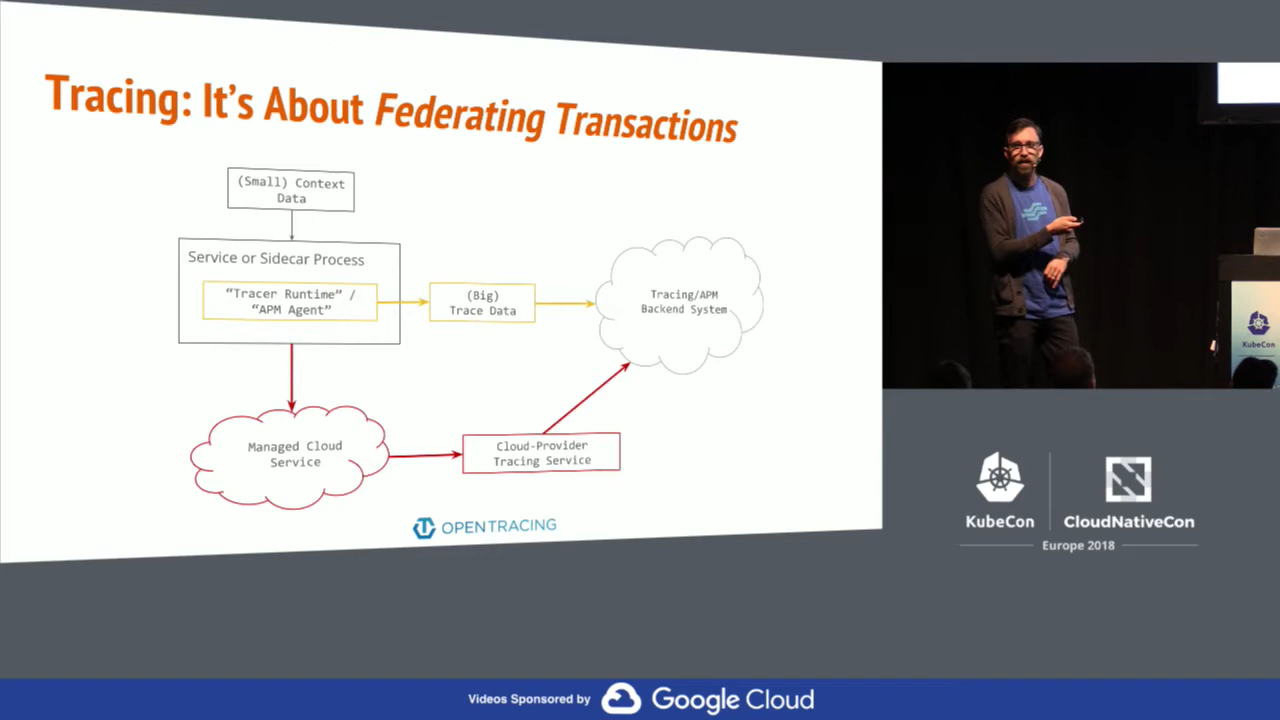 Tracing: It's About Federating Transactions
(Small) Context
Data
Service or Sidecar Process
“Tracer Runtime” /
“APM Agent”
(Big)
Trace Data
Tracing/APM
Backend System
Managed Cloud
Service
Cloud-Provider
Tracing Service
OPENTRACING
KubeCon
KubeCon
CloudNativeCon
Europe 2018
Videos Sponsored by
Google Cloud